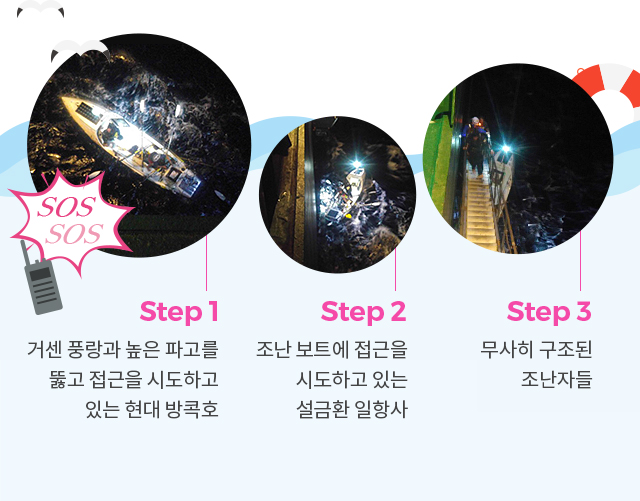 SOS
SOS
Step 1
거센 풍랑과 높은 파고를
뚫고 접근을 시도하고
있는 현대 방콕호
Step 2
조난 보트에 접근을
시도하고 있는
설금환 일항사
Step 3
무사히 구조된
조난자들